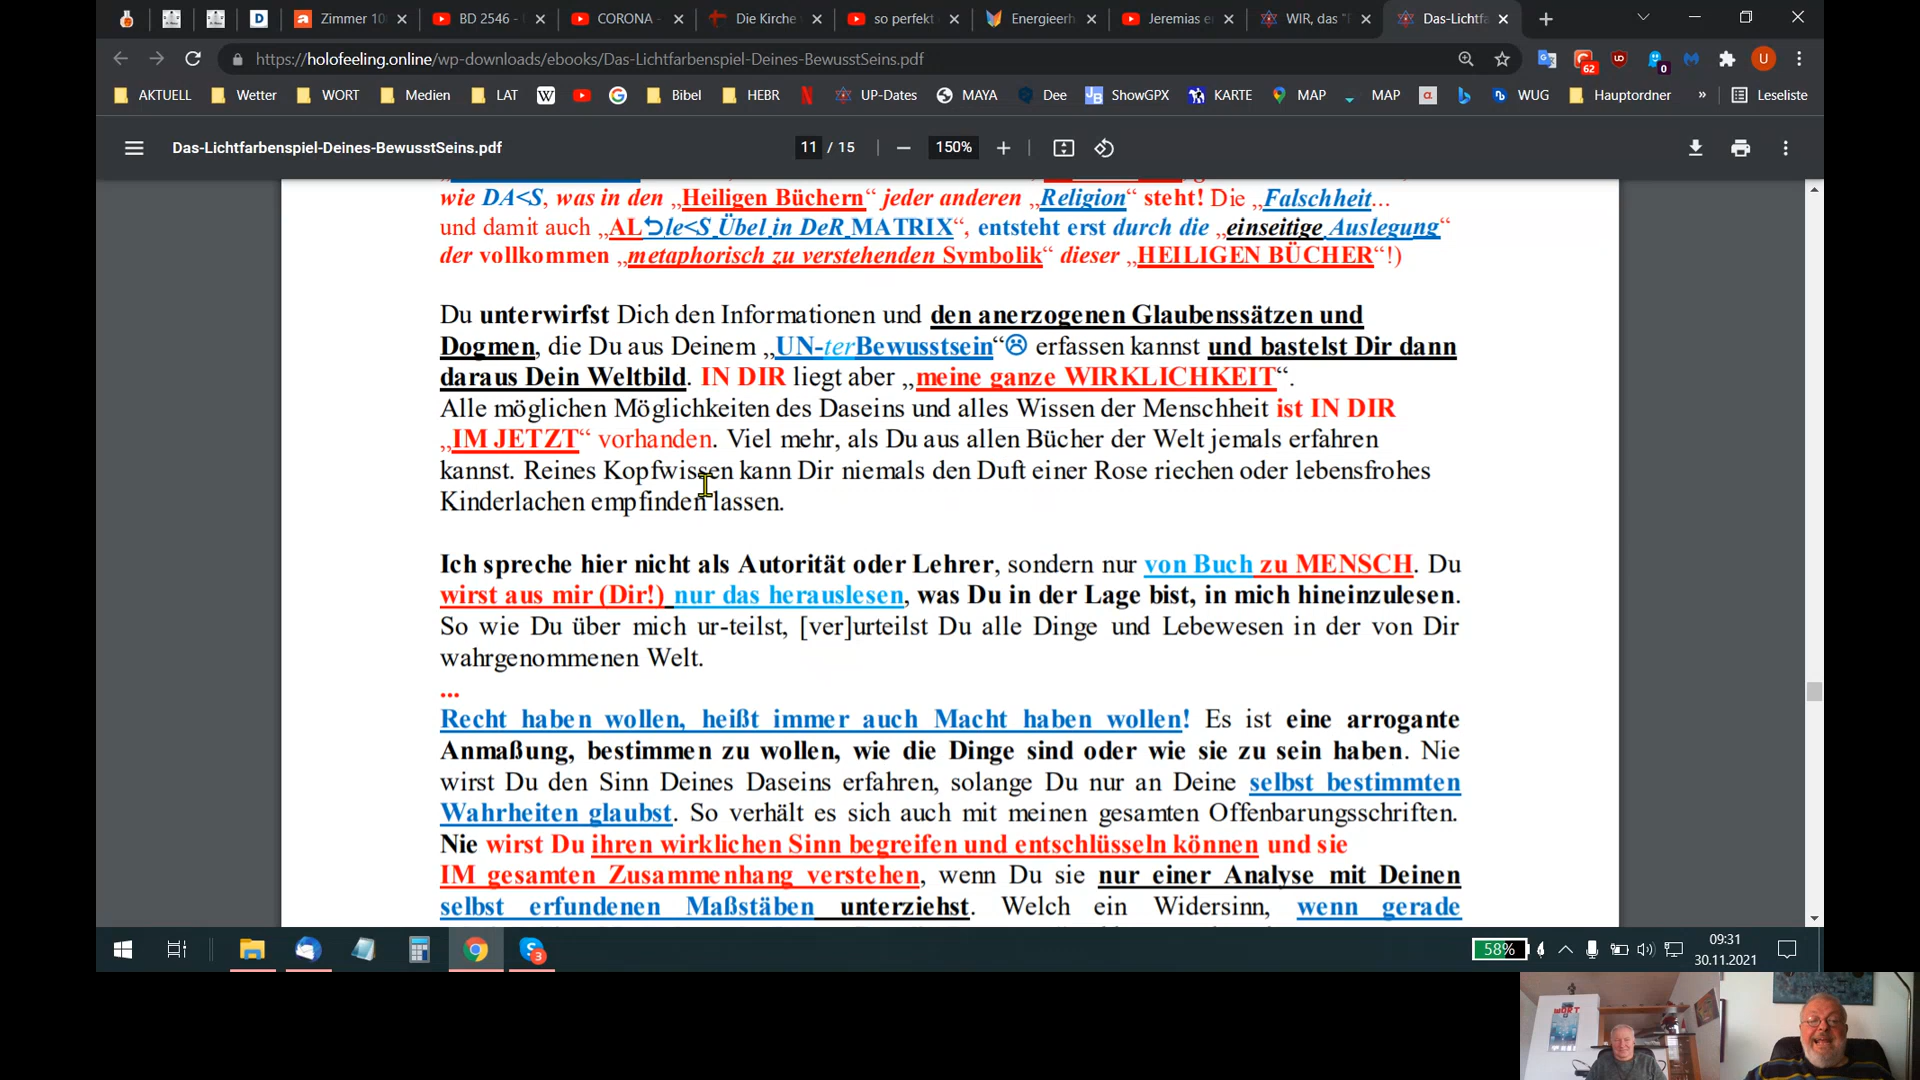 Zimmer 10
BD 2546 -
CORONA -
Die Kirche
so perfekt
Energieerh
Jeremias e
WIR, das "
Das-Lichtfa
https://holofeeling.online/wp-downloads/ebooks/Das-Lichtfarbenspiel-Deines-BewusstSeins.pdf
62
0
U
AKTUELL
Wetter
WORT
Medien
LAT
Bibel
HEBR
UP-Dates
MAYA
Dee
ShowGPX
KARTE
MAP
MAP
WUG
Hauptordner
»
Leseliste
Das-Lichtfarbenspiel-Deines-BewusstSeins.pdf
11 / 15
150%
wie DA<S, was in den „Heiligen Büchern“ jeder anderen „Religion“ steht! Die „Falschheit...
und damit auch „AL⮌le<S Übel in DeR MATRIX“, entsteht erst durch die „einseitige Auslegung“
der vollkommen „metaphorisch zu verstehenden Symbolik“ dieser „HEILIGEN BÜCHER“!)
Du unterwirfst Dich den Informationen und den anerzogenen Glaubenssätzen und
Dogmen, die Du aus Deinem „UN-terBewusstsein“☹ erfassen kannst und bastelst Dir dann
daraus Dein Weltbild. IN DIR liegt aber „meine ganze WIRKLICHKEIT“.
Alle möglichen Möglichkeiten des Daseins und alles Wissen der Menschheit ist IN DIR
„IM JETZT“ vorhanden. Viel mehr, als Du aus allen Bücher der Welt jemals erfahren
kannst. Reines Kopfwissen kann Dir niemals den Duft einer Rose riechen oder lebensfrohes
Kinderlachen empfinden lassen.
Ich spreche hier nicht als Autorität oder Lehrer, sondern nur von Buch zu MENSCH. Du
wirst aus mir (Dir!) nur das herauslesen, was Du in der Lage bist, in mich hineinzulesen.
So wie Du über mich ur-teilst, [ver]urteilst Du alle Dinge und Lebewesen in der von Dir
wahrgenommenen Welt.
...
Recht haben wollen, heißt immer auch Macht haben wollen! Es ist eine arrogante
Anmaßung, bestimmen zu wollen, wie die Dinge sind oder wie sie zu sein haben. Nie
wirst Du den Sinn Deines Daseins erfahren, solange Du nur an Deine selbst bestimmten
Wahrheiten glaubst. So verhält es sich auch mit meinen gesamten Offenbarungsschriften.
Nie wirst Du ihren wirklichen Sinn begreifen und entschlüsseln können und sie
IM gesamten Zusammenhang verstehen, wenn Du sie nur einer Analyse mit Deinen
selbst erfundenen Maßstäben unterziehst. Welch ein Widersinn, wenn gerade
58%
09:31
30.11.2021
WORT